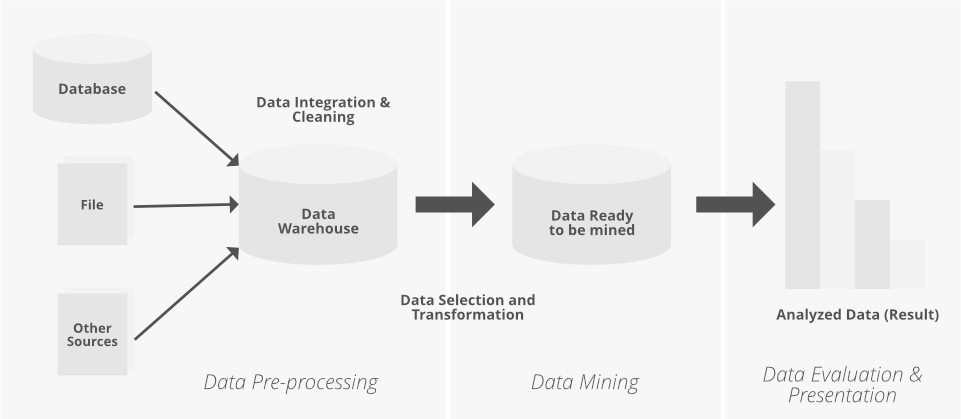 Database
Data Integration &
Cleaning
File
Data
Warehouse
Data Ready
to be mined
Other
Sources
Data Selection and
Transformation
Analyzed Data (Result)
Data Pre-processing
Data Mining
Data Evaluation &
Presentation